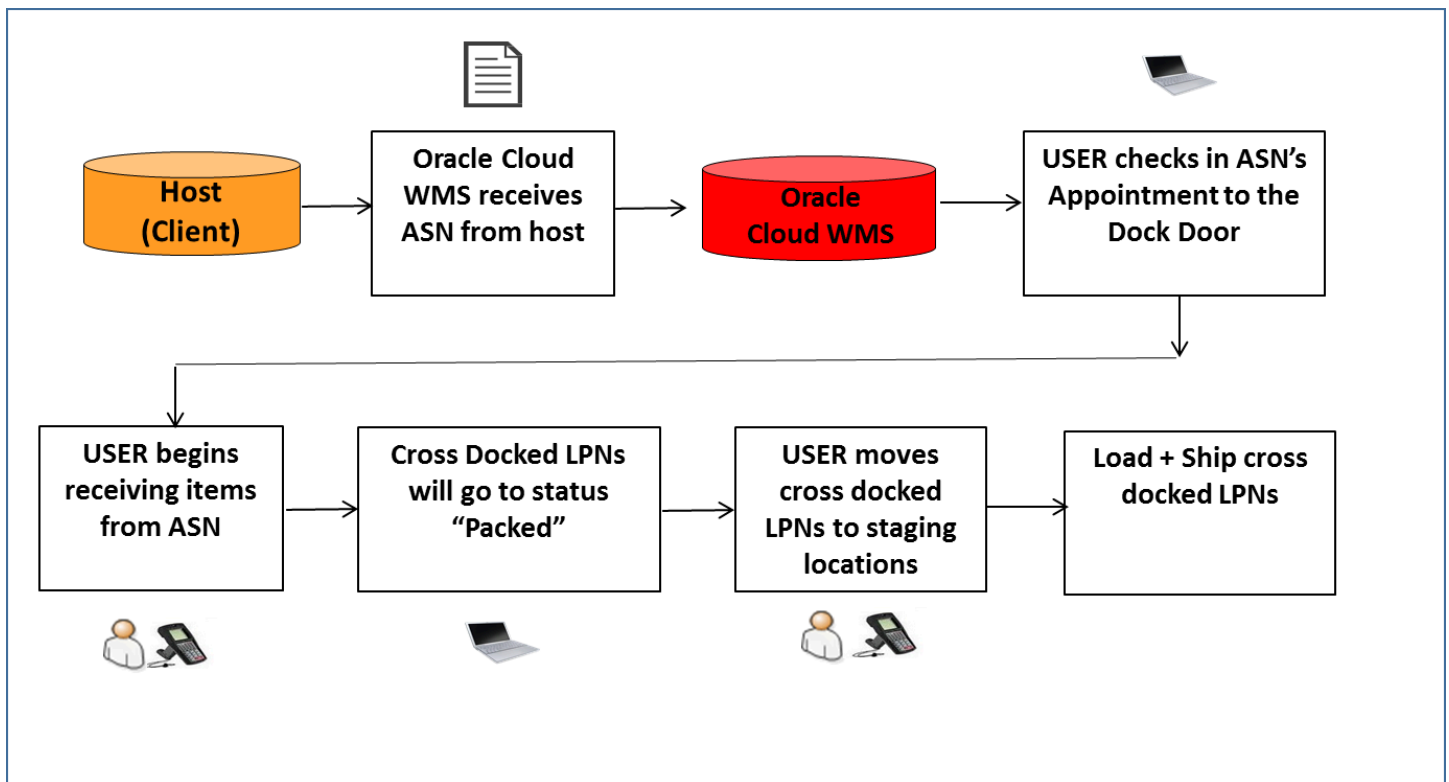 Host
(Client)
Oracle Cloud
WMS receives
ASN from host
Oracle
Cloud WMS
USER checks in ASN’s
Appointment to the
Dock Door
USER begins
receiving items
from ASN
Cross Docked LPNs
will go to status
“Packed”
USER moves
cross docked
LPNs to staging
locations
Load + Ship cross
docked LPNs